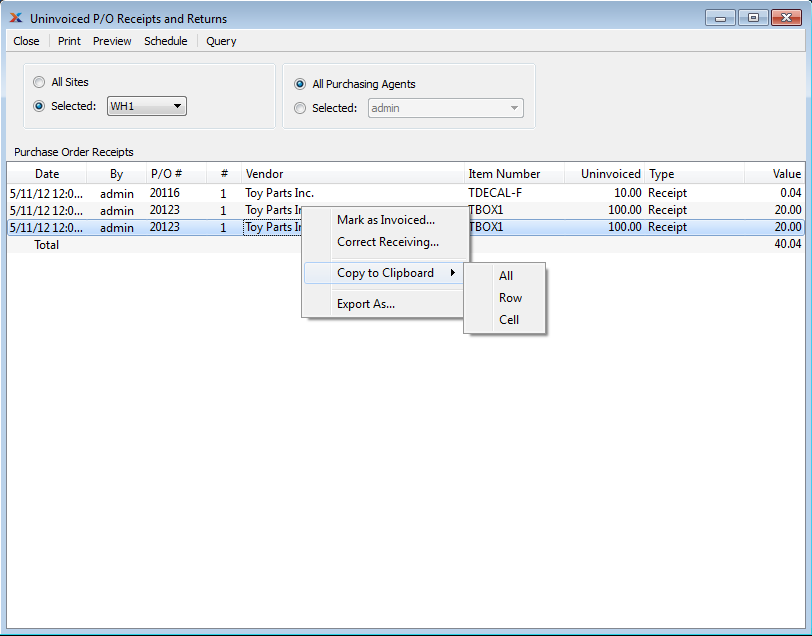 Uninvoiced P/O Receipts and Returns
Close Print Preview Schedule Query
All Sites
Selected: WH1
All Purchasing Agents
Selected: admin
Purchase Order Receipts
Date By P/O # # Vendor Item Number Uninvoiced Type Value
5/11/12 12:0... admin 20116 1 Toy Parts Inc. TDECAL-F 10.00 Receipt 0.04
5/11/12 12:0... admin 20123 1 Toy Parts TBOX1 100.00 Receipt 20.00
5/11/12 12:0... admin 20123 1 Toy Parts TBOX1 100.00 Receipt 20.00
Total 40.04
Mark as Invoiced...
Correct Receiving...
Copy to Clipboard
Export As...
All
Row
Cell